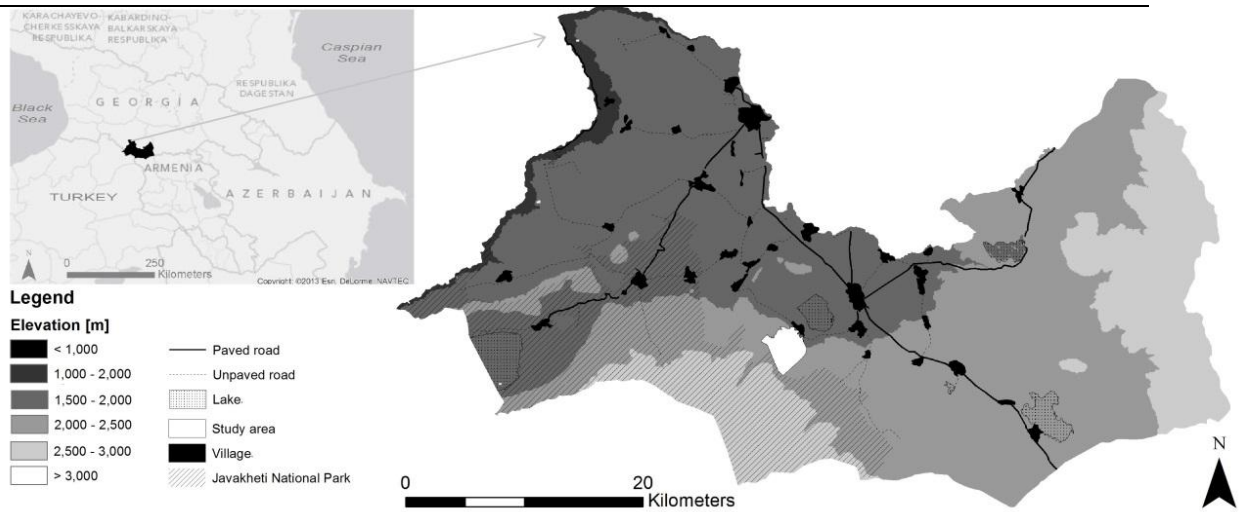 KARACHAYEVO
CHERKESSKAYA
RESPUBLIKA
KABARDINO-
BALKARSKAYA
RESPUBLIKA
Caspian
Sea
RESPUBLIKA
DAGESTAN
Black
Sea
GEORGIA
ARMENIA
TURKEY
AZERBAIJAN
N
0 250
Kilometers
Copyright: ©2013 Esri, DeLorme, NAVTEQ
Legend
Elevation [m]
< 1,000
1,000 - 2,000
1,500 - 2,000
2,000 - 2,500
2,500 - 3,000
> 3,000
Paved road
Unpaved road
Lake
Study area
Village
Javakheti National Park
0 20
Kilometers
N